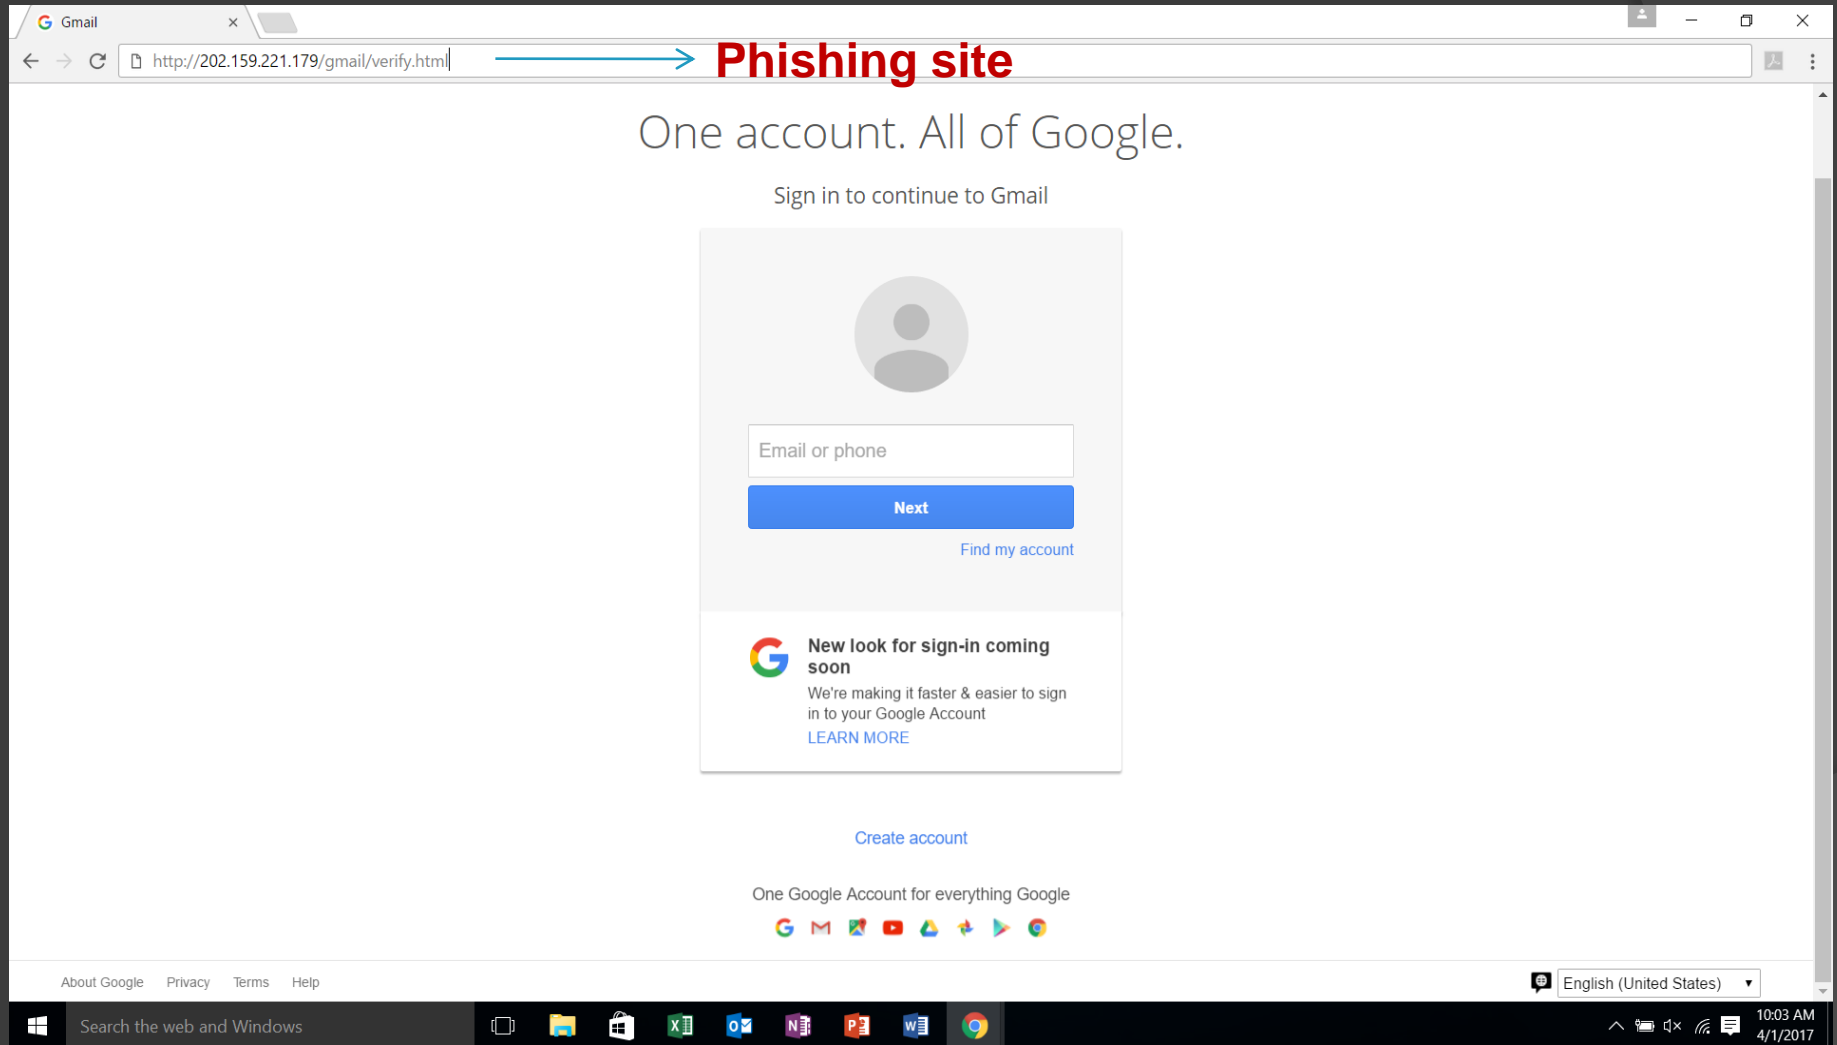 Gmail
http://202.159.221.179/gmail/verify.html
Phishing site
One account. All of Google.
Sign in to continue to Gmail
Email or phone
Next
Find my account
New look for sign-in coming
soon
We're making it faster & easier to sign
in to your Google Account
LEARN MORE
Create account
One Google Account for everything Google
About Google Privacy Terms Help
English (United States)
Search the web and Windows
10:03 AM
4/1/2017